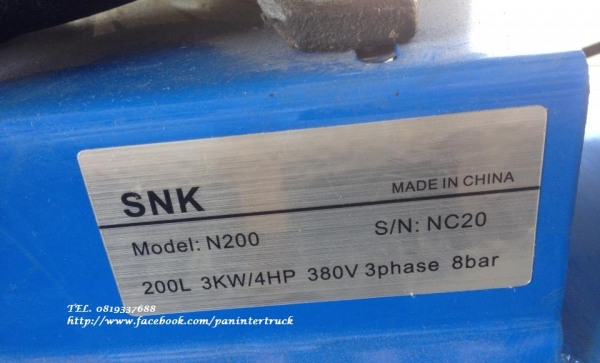 SNK
MADE IN CHINA
Model: N200
S/N: NC20
200L 3KW/4HP 380V 3phase 8bar
TEL. 0819337688
http://www.facebook.com/panintertruck